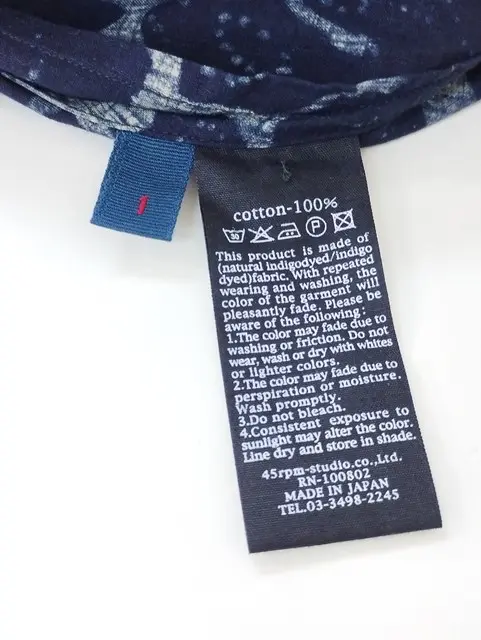 1
cotton-100%
30
P
This product is made of
(natural indigodyed/indigo
dyed)fabric. With repeated
wearing and washing, the
color of the garment will
pleasantly fade. Please be
aware of the following;
1.The color may fade due to
washing or friction. Do not
wear, wash or dry with whites
or lighter colors.
2.The color may fade due to
perspiration or moisture.
Wash promptly.
3.Do not bleach.
4.Consistent exposure to
sunlight may alter the color.
Line dry and store in shade.
45rpm-studio.co.,Ltd.
RN-100802
MADE IN JAPAN
TEL.03-3498-2245